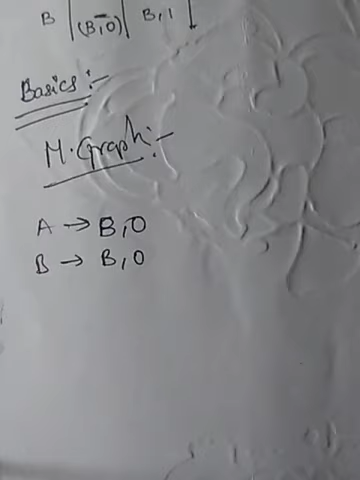 B | (B,0) | B,1
Basics:-
M.Graph:-
A → B,0
B → B,0